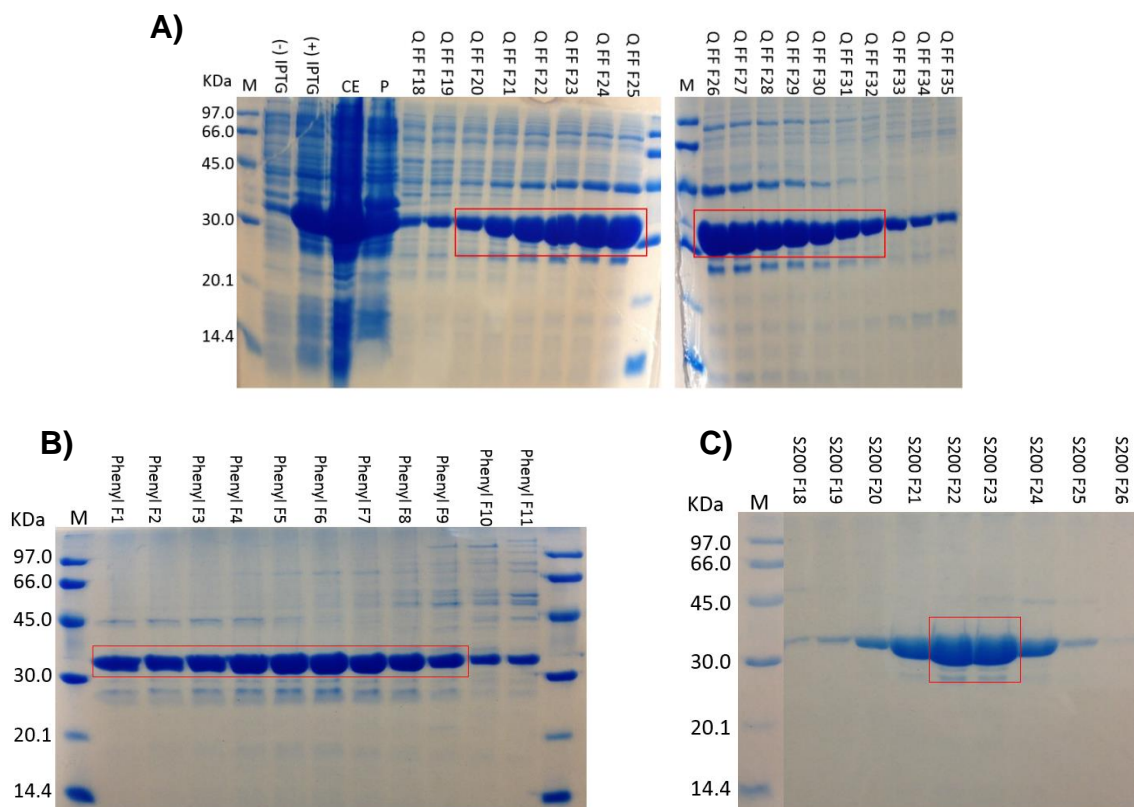 A)
KDa
M
(-) IPTG
(+) IPTG
CE
P
Q FF F18
Q FF F19
Q FF F20
Q FF F21
Q FF F22
Q FF F23
Q FF F24
Q FF F25
M
Q FF F26
Q FF F27
Q FF F28
Q FF F29
Q FF F30
Q FF F31
Q FF F32
Q FF F33
Q FF F34
Q FF F35
97.0
66.0
45.0
30.0
20.1
14.4
B)
KDa
M
Phenyl F1
Phenyl F2
Phenyl F3
Phenyl F4
Phenyl F5
Phenyl F6
Phenyl F7
Phenyl F8
Phenyl F9
Phenyl F10
Phenyl F11
97.0
66.0
45.0
30.0
20.1
14.4
C)
KDa
M
S200 F18
S200 F19
S200 F20
S200 F21
S200 F22
S200 F23
S200 F24
S200 F25
S200 F26
97.0
66.0
45.0
30.0
20.1
14.4